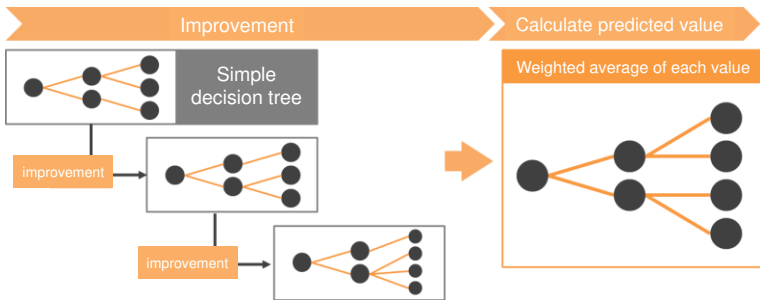 Improvement
Calculate predicted value
Simple
decision tree
Weighted average of each value
improvement
improvement